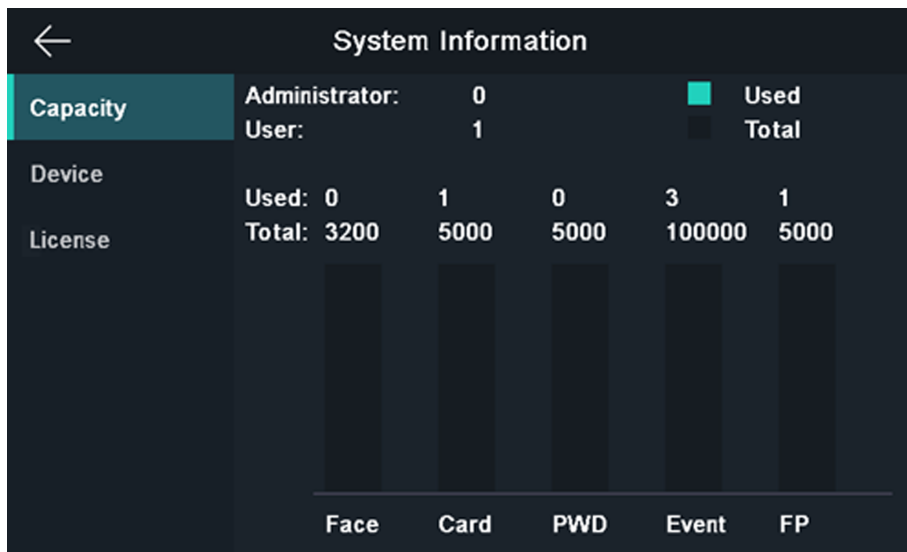 System Information
Capacity
Device
License
Administrator: 0
User: 1
Used
Total
Used: 0 1 0 3 1
Total: 3200 5000 5000 100000 5000
Face Card PWD Event FP